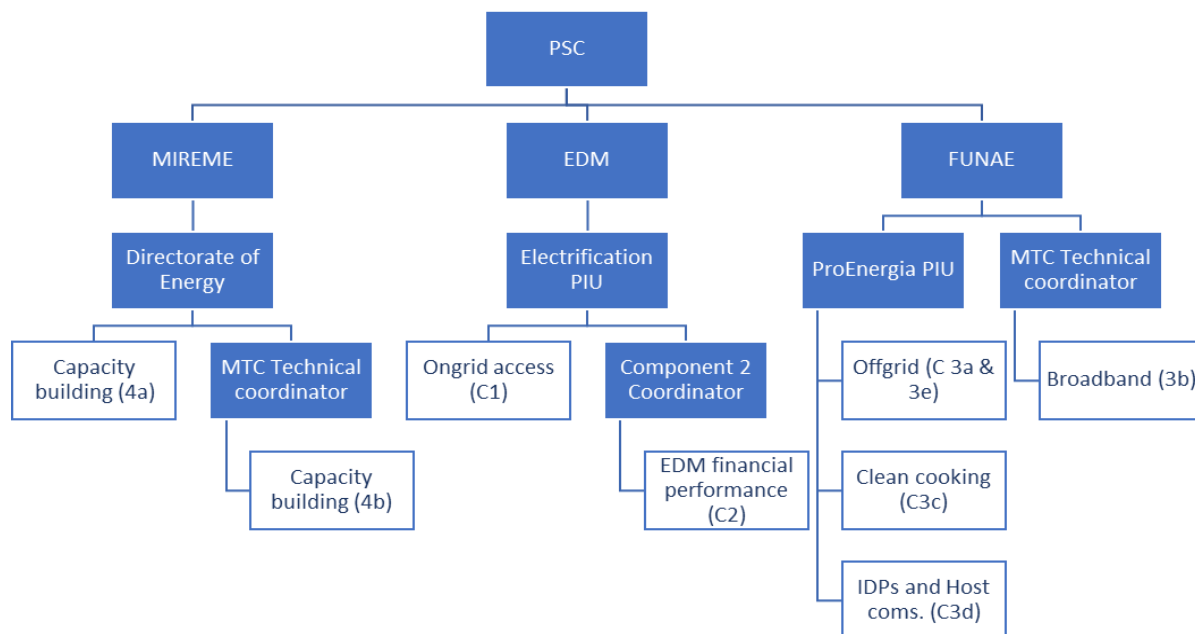 PSC
MIREME
EDM
FUNAE
Directorate of
Energy
Electrification
PIU
ProEnergia PIU
MTC Technical
coordinator
Capacity
building (4a)
MTC Technical
coordinator
Ongrid access
(C1)
Component 2
Coordinator
Offgrid (C 3a &
3e)
Broadband (3b)
Capacity
building (4b)
EDM financial
performance
(C2)
Clean cooking
(C3c)
IDPs and Host
coms. (C3d)